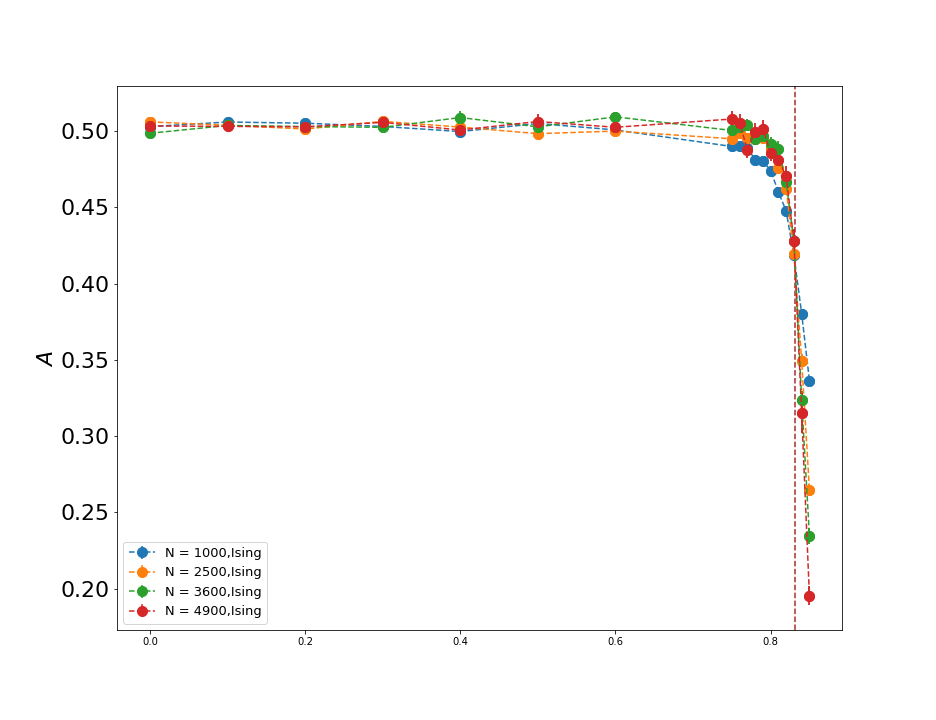 0.50
0.45
0.40
A
0.35
0.30
0.25
0.20
N = 1000,Ising
N = 2500,Ising
N = 3600,Ising
N = 4900,Ising
0.0 0.2 0.4 0.6 0.8